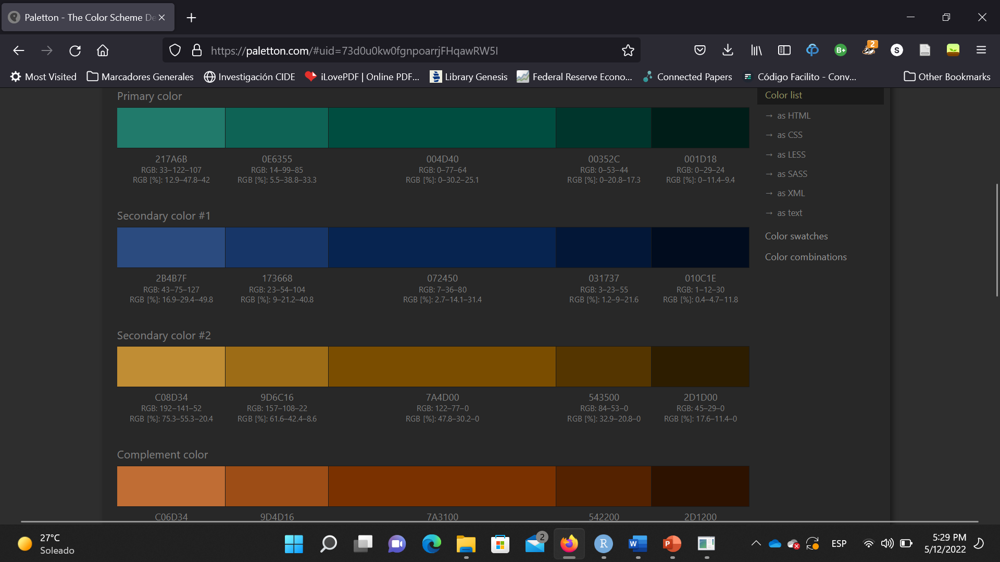 Paletton - The Color Scheme De
https://paletton.com/#uid=73d0u0kw0fgnpoarrjFHqawRW5I
B+
2
S
Most Visited
Marcadores Generales
Investigación CIDE
iLovePDF | Online PDF...
Library Genesis
Federal Reserve Econo...
Connected Papers
Código Facilito - Conv...
Other Bookmarks
Primary color
217A6B
RGB: 33–122–107
RGB [%]: 12.9–47.8–42
0E6355
RGB: 14–99–85
RGB [%]: 5.5–38.8–33.3
004D40
RGB: 0–77–64
RGB [%]: 0–30.2–25.1
00352C
RGB: 0–53–44
RGB [%]: 0–20.8–17.3
001D18
RGB: 0–29–24
RGB [%]: 0–11.4–9.4
Secondary color #1
2B4B7F
RGB: 43–75–127
RGB [%]: 16.9–29.4–49.8
173668
RGB: 23–54–104
RGB [%]: 9–21.2–40.8
072450
RGB: 7–36–80
RGB [%]: 2.7–14.1–31.4
031737
RGB: 3–23–55
RGB [%]: 1.2–9–21.6
010C1E
RGB: 1–12–30
RGB [%]: 0.4–4.7–11.8
Secondary color #2
C08D34
RGB: 192–141–52
RGB [%]: 75.3–55.3–20.4
9D6C16
RGB: 157–108–22
RGB [%]: 61.6–42.4–8.6
7A4D00
RGB: 122–77–0
RGB [%]: 47.8–30.2–0
543500
RGB: 84–53–0
RGB [%]: 32.9–20.8–0
2D1D00
RGB: 45–29–0
RGB [%]: 17.6–11.4–0
Complement color
C06D34
9D4D16
7A3100
542200
2D1200
Color list
→ as HTML
→ as CSS
→ as LESS
→ as SASS
→ as XML
→ as text
Color swatches
Color combinations
27°C
Soleado
2
R
W
P
ESP
5:29 PM
5/12/2022